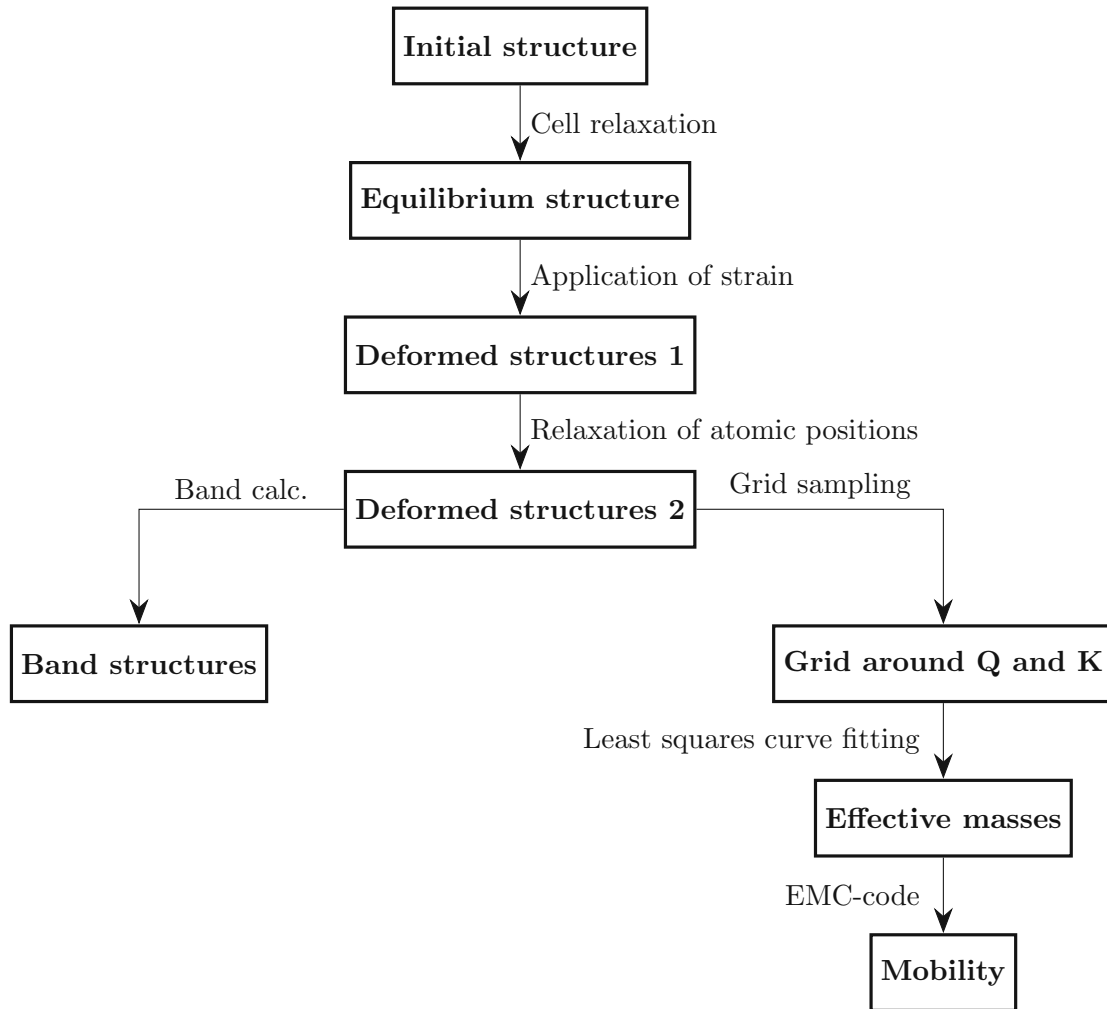 Initial structure
Cell relaxation
Equilibrium structure
Application of strain
Deformed structures 1
Relaxation of atomic positions
Band calc.
Deformed structures 2
Grid sampling
Band structures
Grid around Q and K
Least squares curve fitting
Effective masses
EMC-code
Mobility